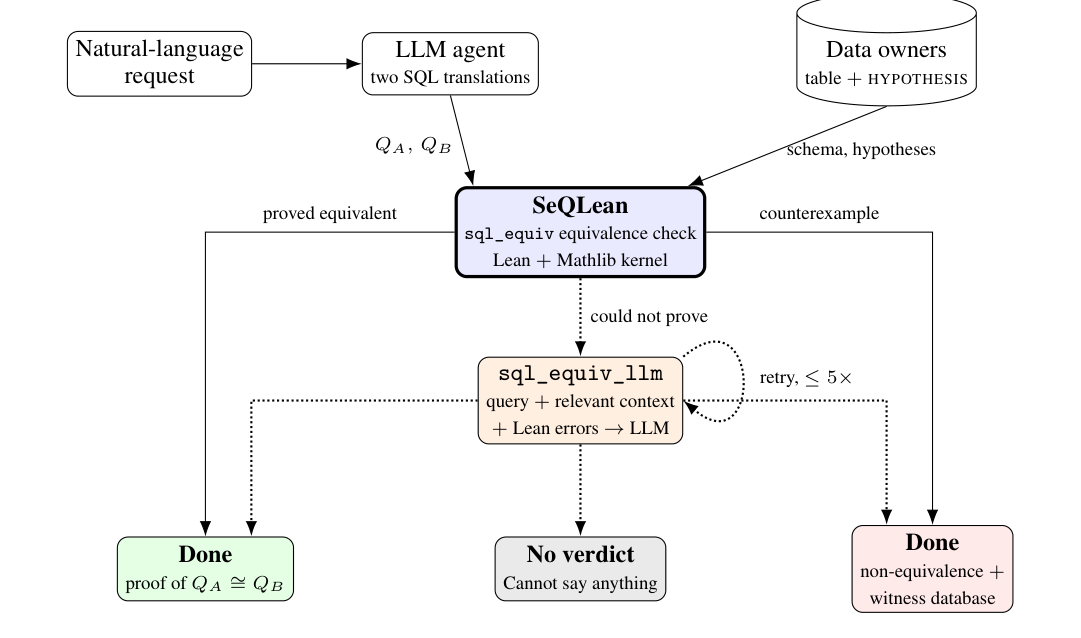 Natural-language
request
LLM agent
two SQL translations
Data owners
table + HYPOTHESIS
Q_A, Q_B
schema, hypotheses
SeQLean
sql_equiv equivalence check
Lean + Mathlib kernel
proved equivalent
counterexample
could not prove
sql_equiv_llm
query + relevant context
+ Lean errors → LLM
retry, ≤ 5×
Done
proof of Q_A ≅ Q_B
No verdict
Cannot say anything
Done
non-equivalence +
witness database